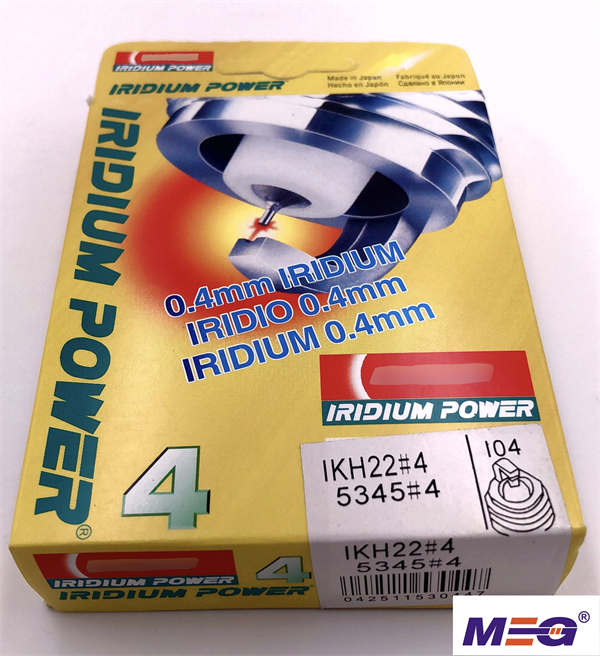 IRIDIUM POWER
IRIDIUM POWER
Made in Japan
Hecho en Japón
Fabriqué au Japon
Сделано в Японии
IRIDIUM POWER®
0.4mm IRIDIUM
IRIDIO 0.4mm
IRIDIUM 0.4mm
IRIDIUM POWER
4
IKH22#4
5345#4
I04
IRIDIUM POWER
4
IKH22#4
5345#4
MEG®